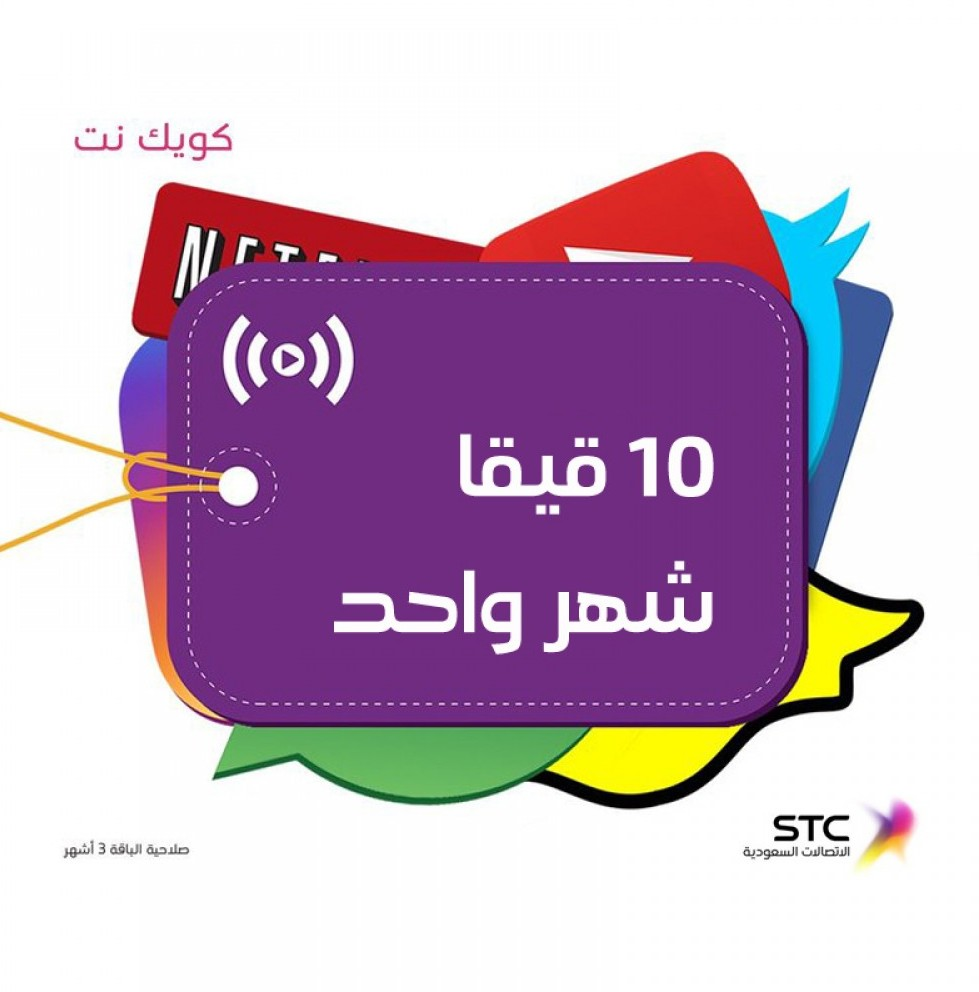 كويك نت
10 قيقا
شهر واحد
STC
الاتصالات السعودية
صلاحية الباقة 3 أشهر